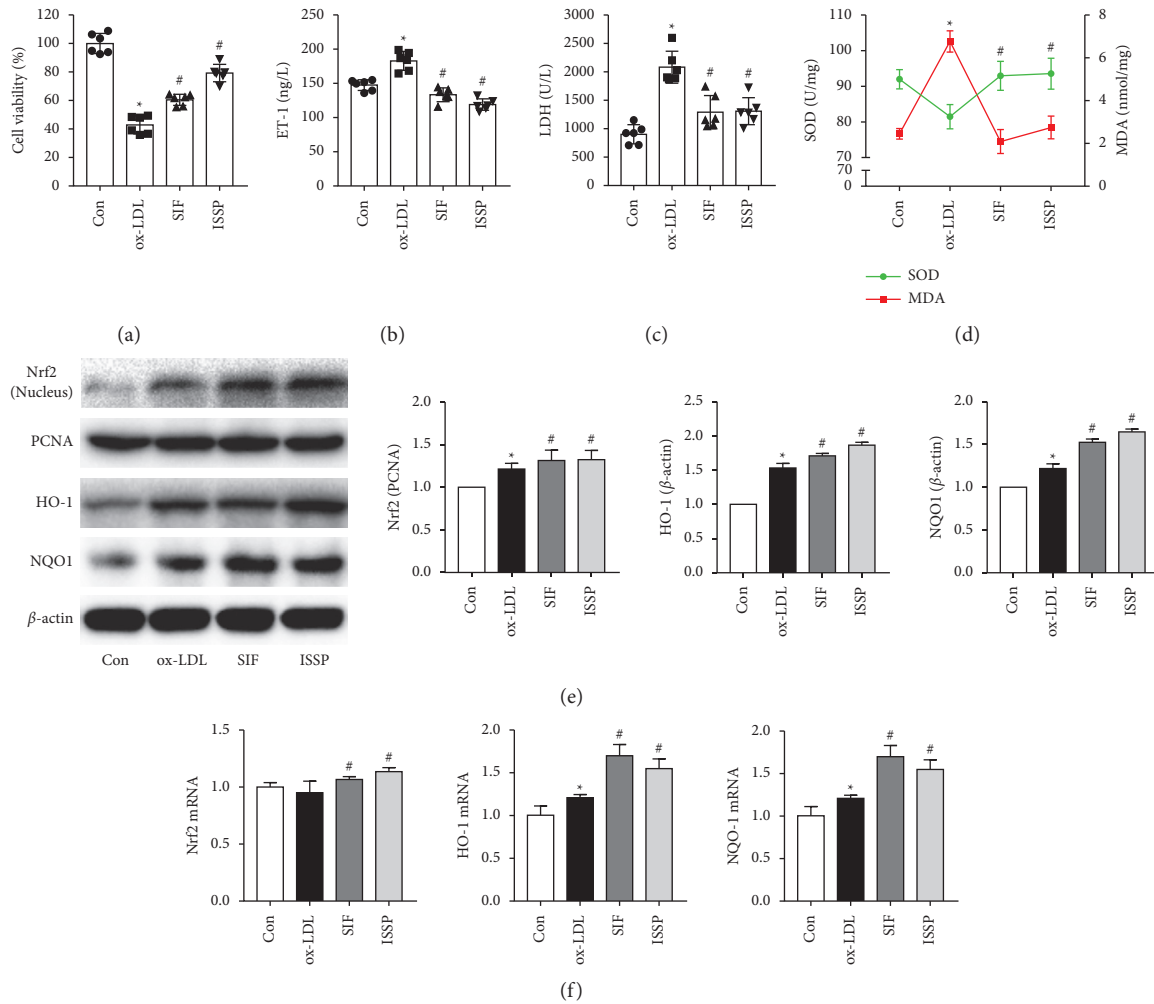 Cell viability (%)
120
100
80
60
40
20
0
*
#
#
Con
ox-LDL
SIF
ISSP
(a)
ET-1 (ng/L)
250
200
150
100
50
0
*
#
#
Con
ox-LDL
SIF
ISSP
(b)
LDH (U/L)
3000
2500
2000
1500
1000
500
0
*
#
#
Con
ox-LDL
SIF
ISSP
(c)
SOD (U/mg)
110
100
90
80
70
70
0
*
#
#
8
6
4
2
0
MDA (nmol/mg)
Con
ox-LDL
SIF
ISSP
SOD
MDA
(d)
Nrf2
(Nucleus)
PCNA
HO-1
NQO1
β-actin
Con ox-LDL SIF ISSP
Nrf2 (PCNA)
2.0
1.5
1.0
0.5
0.0
*
#
#
Con
ox-LDL
SIF
ISSP
HO-1 (β-actin)
2.5
2.0
1.5
1.0
0.5
0.0
*
#
#
Con
ox-LDL
SIF
ISSP
NQO1 (β-actin)
2.0
1.5
1.0
0.5
0.0
*
#
#
Con
ox-LDL
SIF
ISSP
(e)
Nrf2 mRNA
1.5
1.0
0.5
0.0
#
#
Con
ox-LDL
SIF
ISSP
HO-1 mRNA
2.0
1.5
1.0
0.5
0.0
*
#
#
Con
ox-LDL
SIF
ISSP
NQO-1 mRNA
2.0
1.5
1.0
0.5
0.0
*
#
#
Con
ox-LDL
SIF
ISSP
(f)